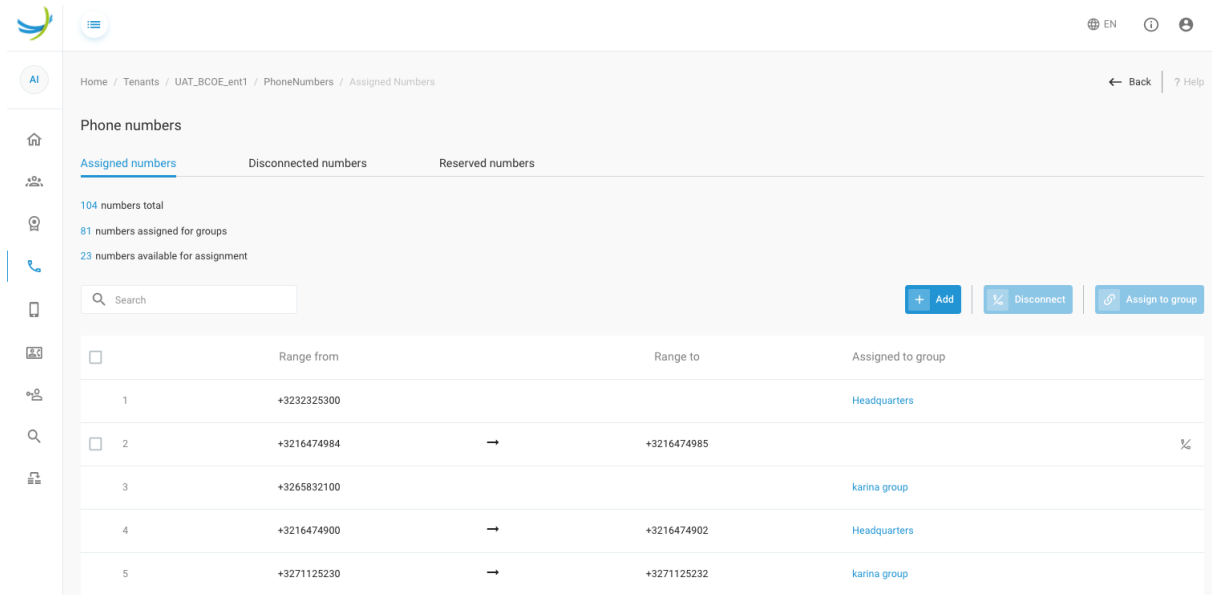 EN
AI
Home / Tenants / UAT_BCOE_ent1 / PhoneNumbers / Assigned Numbers
Back
? Help
Phone numbers
Assigned numbers Disconnected numbers Reserved numbers
104 numbers total
81 numbers assigned for groups
23 numbers available for assignment
Search
+ Add Disconnect Assign to group
Range from Range to Assigned to group
1 +3232325300 Headquarters
2 +3216474984 → +3216474985
3 +3265832100 karina group
4 +3216474900 → +3216474902 Headquarters
5 +3271125230 → +3271125232 karina group